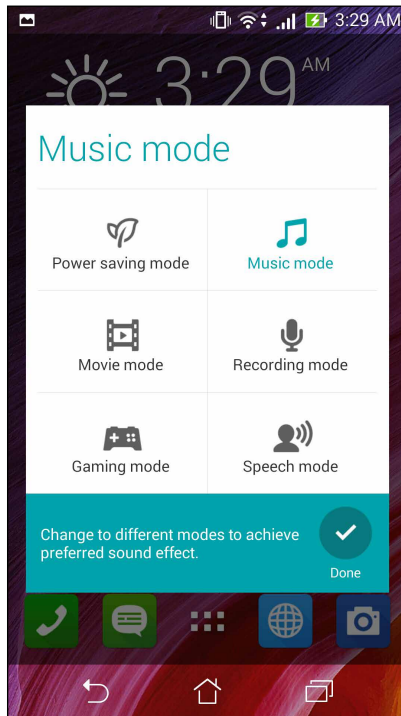 3:29 AM
3:29 AM
Music mode
Power saving mode
Music mode
Movie mode
Recording mode
Gaming mode
Speech mode
Change to different modes to achieve
preferred sound effect.
Done